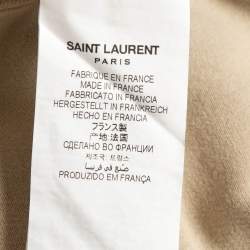 SAINT LAURENT
PARIS
FABRIQUE EN FRANCE
MADE IN FRANCE
FABBRICATO IN FRANCIA
HERGESTELLT IN FRANKREICH
HECHO EN FRANCIA
フランス製
产地 法国
СДЕЛАНО ВО ФРАНЦИИ
제조국: 프랑스
صنع في فرنسا
PRODUZIDO EM FRANÇA